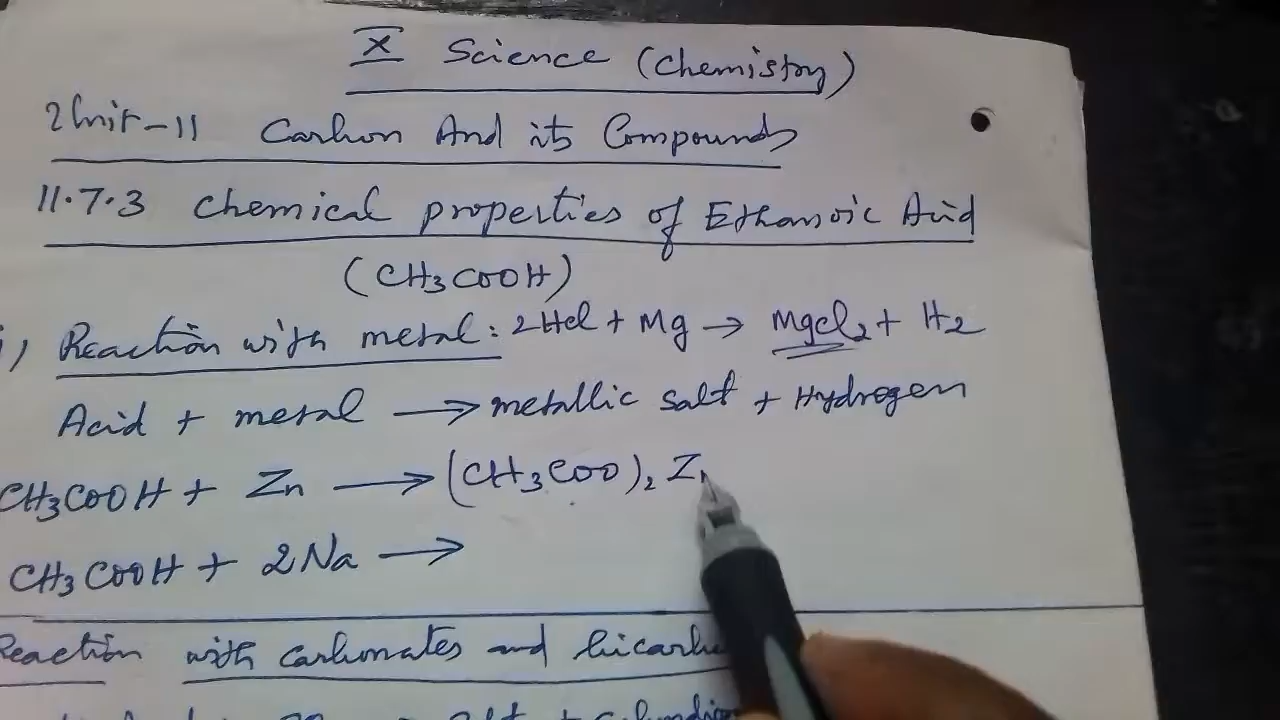 X Science (Chemistry)
Unit-11 Carbon And its Compounds
11.7.3 Chemical properties of Ethanoic Acid
(CH3COOH)
i) Reaction with metal: 2HCl + Mg → MgCl2 + H2
Acid + metal → metallic salt + Hydrogen
CH3COOH + Zn → (CH3COO)2 Zn
CH3COOH + 2Na →
Reaction with carbonates and